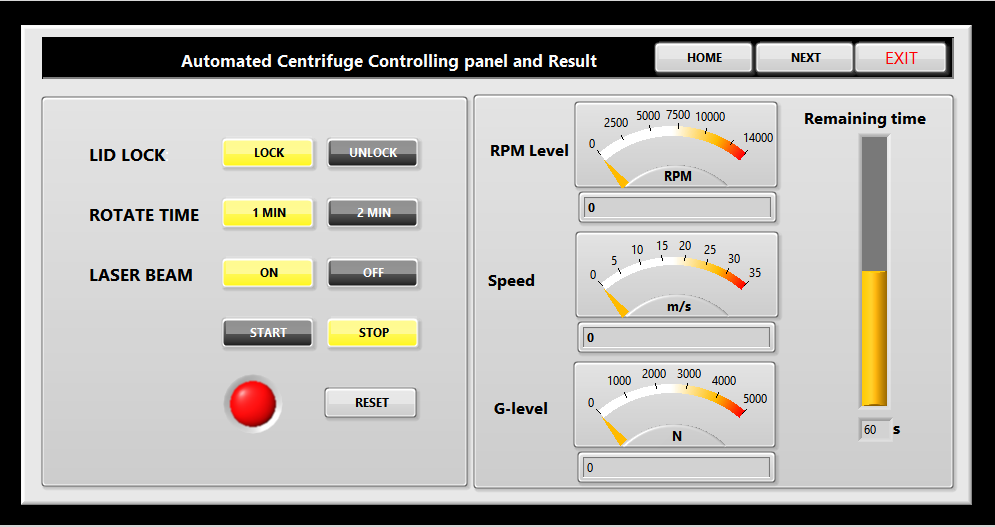 Automated Centrifuge Controlling panel and Result
HOME NEXT EXIT
LID LOCK LOCK UNLOCK
ROTATE TIME 1 MIN 2 MIN
LASER BEAM ON OFF
START STOP
RESET
RPM Level
0 2500 5000 7500 10000 14000
RPM
0
Speed
0 5 10 15 20 25 30 35
m/s
0
G-level
0 1000 2000 3000 4000 5000
N
0
Remaining time
60 s